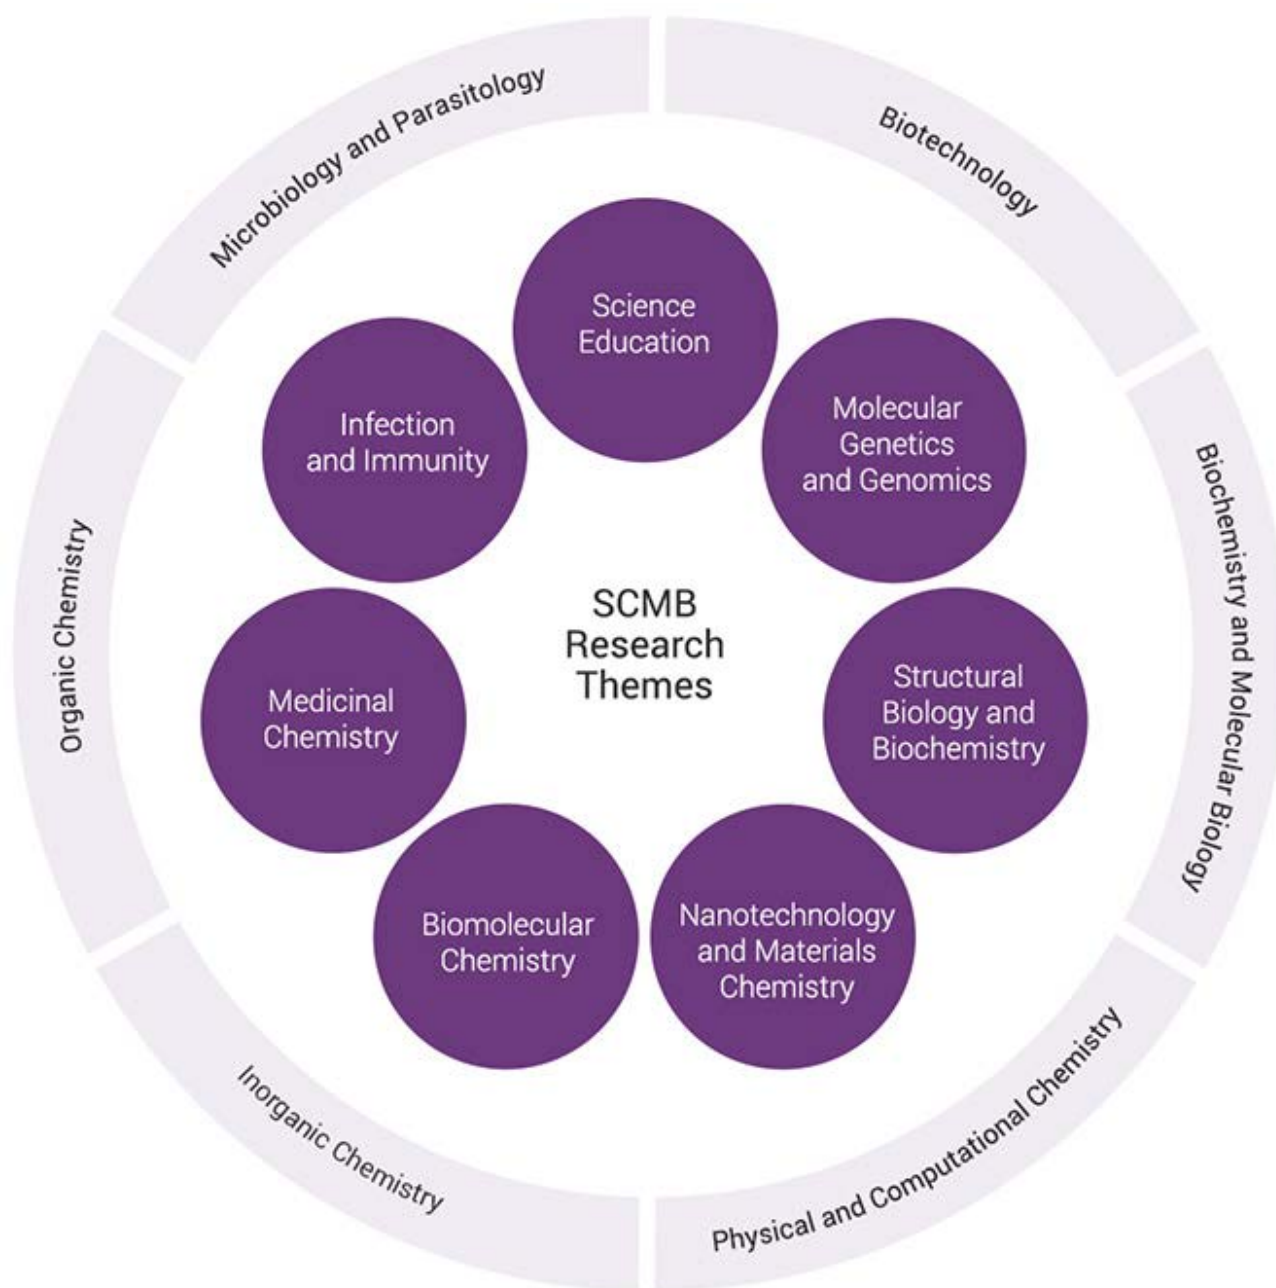 Microbiology and Parasitology
Biotechnology
Biochemistry and Molecular Biology
Physical and Computational Chemistry
Inorganic Chemistry
Organic Chemistry
Science
Education
Molecular
Genetics
and Genomics
Structural
Biology and
Biochemistry
Nanotechnology
and Materials
Chemistry
Biomolecular
Chemistry
Medicinal
Chemistry
Infection
and Immunity
SCMB
Research
Themes